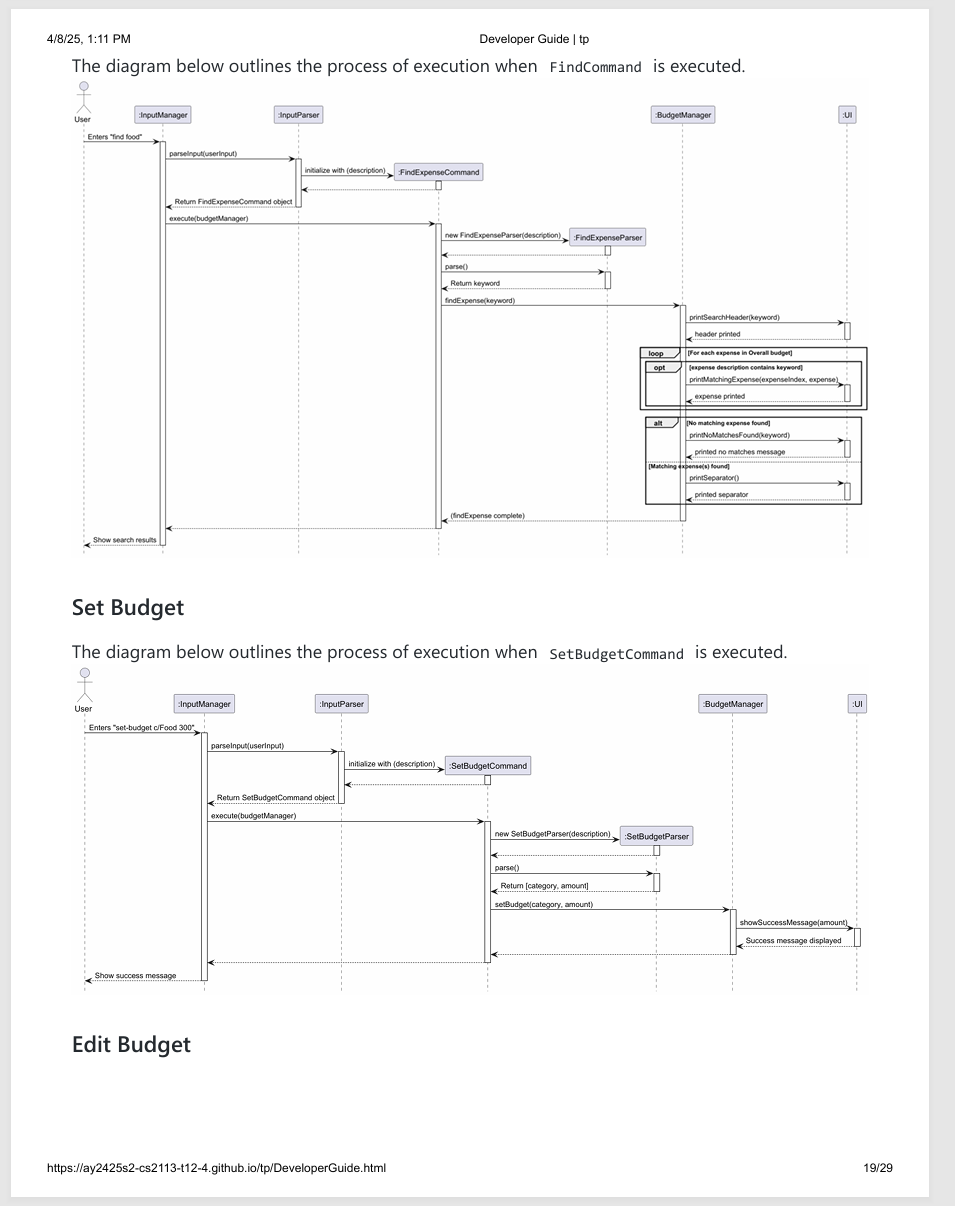 4/8/25, 1:11 PM
Developer Guide | tp
The diagram below outlines the process of execution when FindCommand is executed.
User
:InputManager
:InputParser
:BudgetManager
:UI
Enters "find food"
parseInput(userInput)
initialize with (description)
:FindExpenseCommand
Return FindExpenseCommand object
execute(budgetManager)
new FindExpenseParser(description)
:FindExpenseParser
parse()
Return keyword
findExpense(keyword)
printSearchHeader(keyword)
header printed
loop [For each expense in Overall budget]
opt [expense description contains keyword]
printMatchingExpense(expenseIndex, expense)
expense printed
alt [No matching expense found]
printNoMatchesFound(keyword)
printed no matches message
[Matching expense(s) found]
printSeparator()
printed separator
(findExpense complete)
Show search results
Set Budget
The diagram below outlines the process of execution when SetBudgetCommand is executed.
User
:InputManager
:InputParser
:BudgetManager
:UI
Enters "set-budget c/Food 300"
parseInput(userInput)
initialize with (description)
:SetBudgetCommand
Return SetBudgetCommand object
execute(budgetManager)
new SetBudgetParser(description)
:SetBudgetParser
parse()
Return [category, amount]
setBudget(category, amount)
showSuccessMessage(amount)
Success message displayed
Show success message
Edit Budget
https://ay2425s2-cs2113-t12-4.github.io/tp/DeveloperGuide.html
19/29